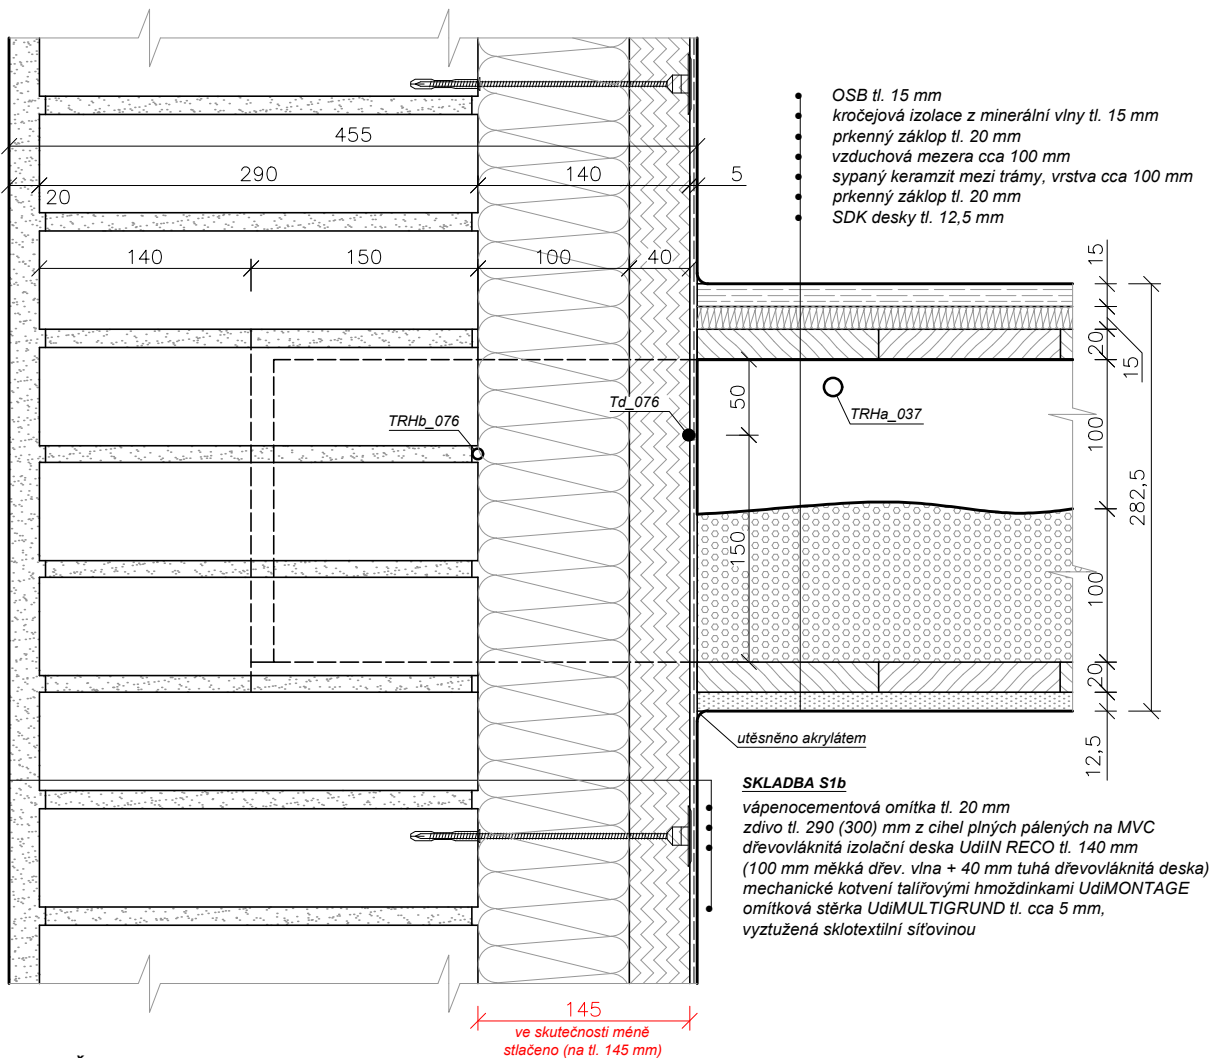 OSB tl. 15 mm
kročejová izolace z minerální vlny tl. 15 mm
prkenný záklop tl. 20 mm
vzduchová mezera cca 100 mm
sypaný keramzit mezi trámy, vrstva cca 100 mm
prkenný záklop tl. 20 mm
SDK desky tl. 12,5 mm
455
290
140
5
20
140
150
100
40
15
20
15
50
100
282,5
150
100
20
12,5
TRHb_076
Td_076
TRHa_037
utěsněno akrylátem
SKLADBA S1b
vápenocementová omítka tl. 20 mm
zdivo tl. 290 (300) mm z cihel plných pálených na MVC
dřevovláknitá izolační deska UdiIN RECO tl. 140 mm
(100 mm měkká dřev. vlna + 40 mm tuhá dřevovláknitá deska)
mechanické kotvení talířovými hmoždinkami UdiMONTAGE
omítková stěrka UdiMULTIGRUND tl. cca 5 mm,
vyztužená sklotextilní síťovinou
145
ve skutečnosti méně
stlačeno (na tl. 145 mm)